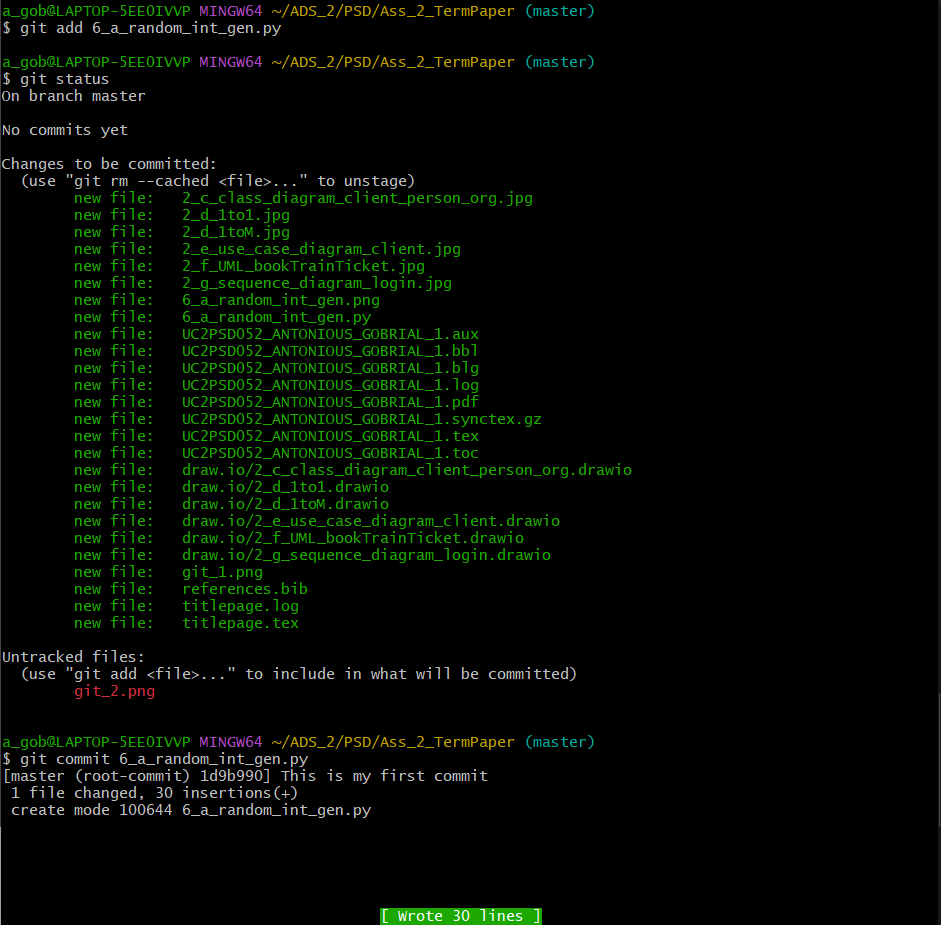 a_gob@LAPTOP-5EE0IVVP MINGW64 ~/ADS_2/PSD/Ass_2_TermPaper (master)
$ git add 6_a_random_int_gen.py
a_gob@LAPTOP-5EE0IVVP MINGW64 ~/ADS_2/PSD/Ass_2_TermPaper (master)
$ git status
On branch master
No commits yet
Changes to be committed:
(use "git rm --cached <file>..." to unstage)
new file: 2_c_class_diagram_client_person_org.jpg
new file: 2_d_1to1.jpg
new file: 2_d_1toM.jpg
new file: 2_e_use_case_diagram_client.jpg
new file: 2_f_UML_bookTrainTicket.jpg
new file: 2_g_sequence_diagram_login.jpg
new file: 6_a_random_int_gen.png
new file: 6_a_random_int_gen.py
new file: UC2PSD052_ANTONIOUS_GOBRIAL_1.aux
new file: UC2PSD052_ANTONIOUS_GOBRIAL_1.bbl
new file: UC2PSD052_ANTONIOUS_GOBRIAL_1.blg
new file: UC2PSD052_ANTONIOUS_GOBRIAL_1.log
new file: UC2PSD052_ANTONIOUS_GOBRIAL_1.pdf
new file: UC2PSD052_ANTONIOUS_GOBRIAL_1.synctex.gz
new file: UC2PSD052_ANTONIOUS_GOBRIAL_1.tex
new file: UC2PSD052_ANTONIOUS_GOBRIAL_1.toc
new file: draw.io/2_c_class_diagram_client_person_org.drawio
new file: draw.io/2_d_1to1.drawio
new file: draw.io/2_d_1toM.drawio
new file: draw.io/2_e_use_case_diagram_client.drawio
new file: draw.io/2_f_UML_bookTrainTicket.drawio
new file: draw.io/2_g_sequence_diagram_login.drawio
new file: git_1.png
new file: references.bib
new file: titlepage.log
new file: titlepage.tex
Untracked files:
(use "git add <file>..." to include in what will be committed)
git_2.png
a_gob@LAPTOP-5EE0IVVP MINGW64 ~/ADS_2/PSD/Ass_2_TermPaper (master)
$ git commit 6_a_random_int_gen.py
[master (root-commit) 1d9b990] This is my first commit
1 file changed, 30 insertions(+)
create mode 100644 6_a_random_int_gen.py
[ Wrote 30 lines ]